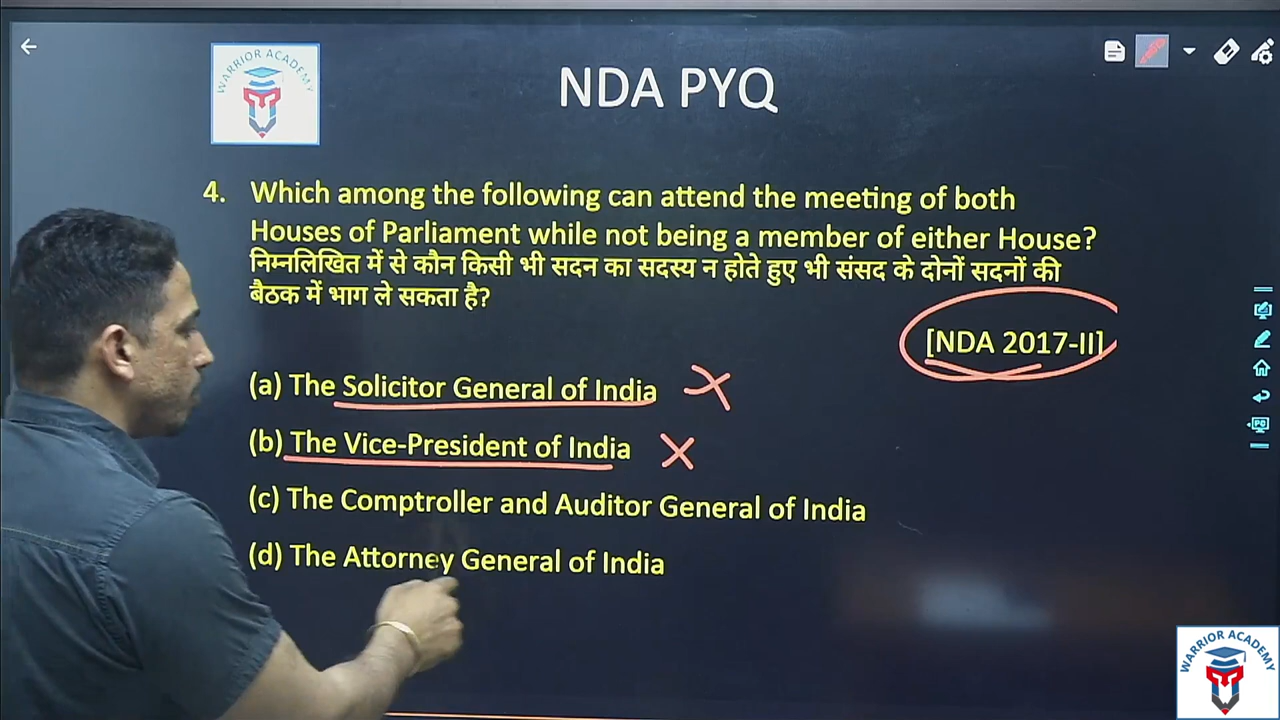 WARRIOR ACADEMY
NDA PYQ
4. Which among the following can attend the meeting of both
Houses of Parliament while not being a member of either House?
निम्नलिखित में से कौन किसी भी सदन का सदस्य न होते हुए भी संसद के दोनों सदनों की
बैठक में भाग ले सकता है?
[NDA 2017-II]
(a) The Solicitor General of India
(b) The Vice-President of India
(c) The Comptroller and Auditor General of India
(d) The Attorney General of India
WARRIOR ACADEMY